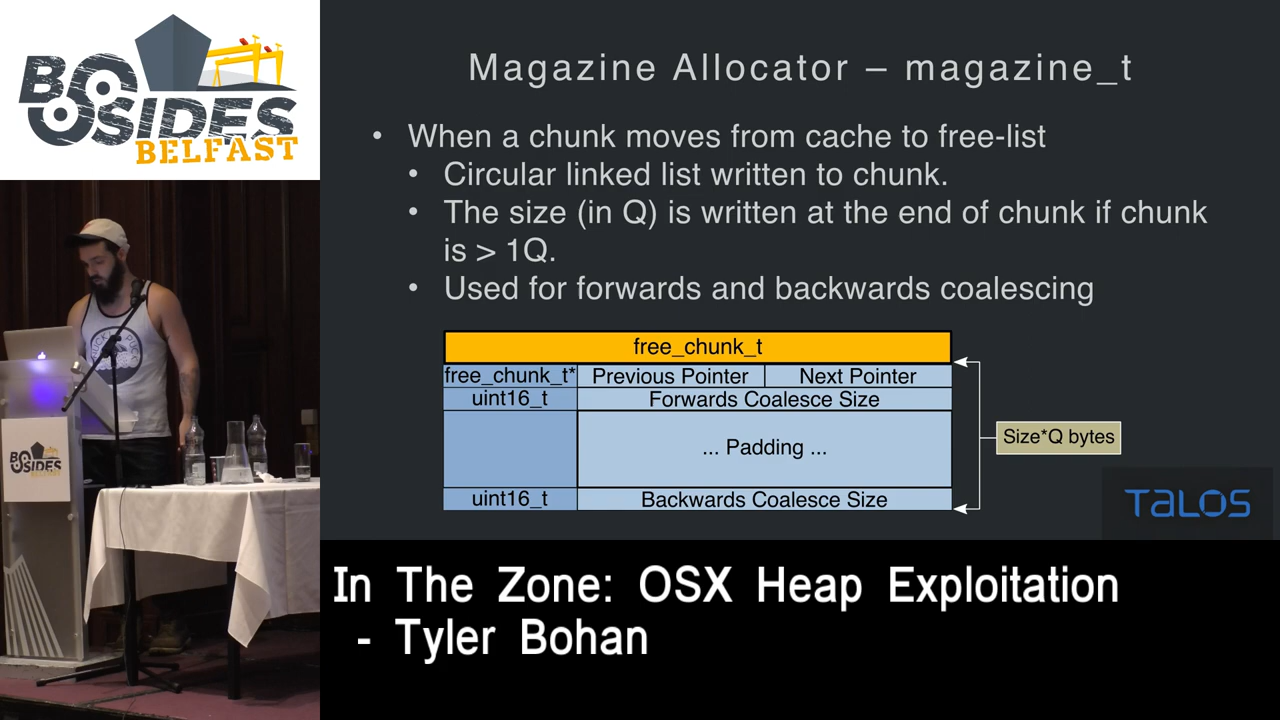 BSIDES
BELFAST
Magazine Allocator – magazine_t
• When a chunk moves from cache to free-list
• Circular linked list written to chunk.
• The size (in Q) is written at the end of chunk if chunk
is > 1Q.
• Used for forwards and backwards coalescing
free_chunk_t
free_chunk_t* Previous Pointer Next Pointer
uint16_t Forwards Coalesce Size
... Padding ...
Size*Q bytes
uint16_t Backwards Coalesce Size
TALOS
BSIDES
In The Zone: OSX Heap Exploitation
- Tyler Bohan